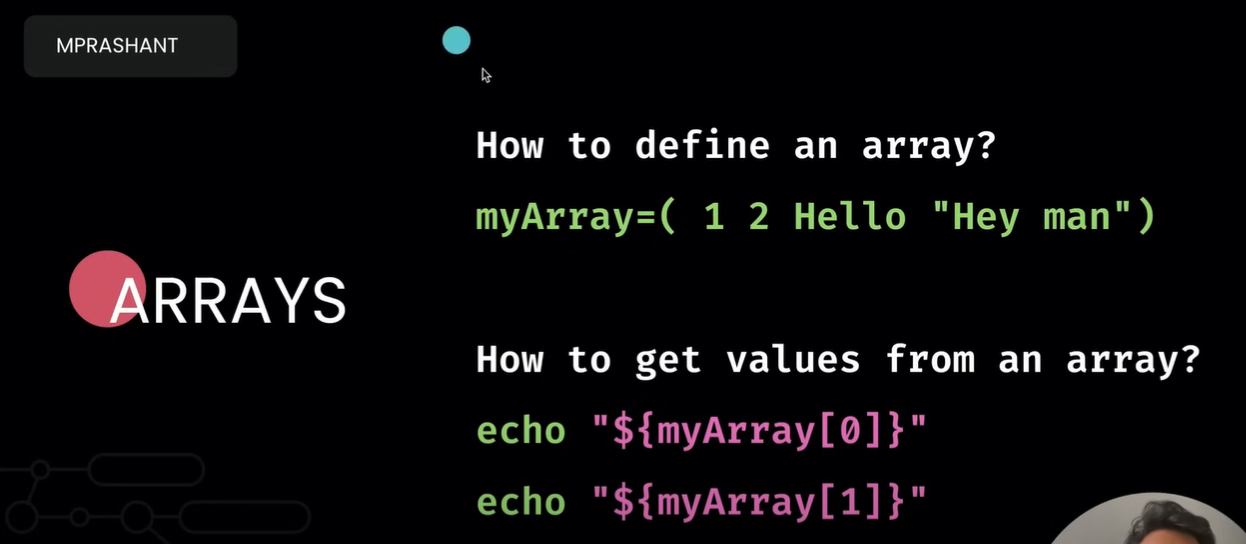 MPRASHANT
How to define an array?
myArray=( 1 2 Hello "Hey man")
ARRAYS
How to get values from an array?
echo "${myArray[0]}"
echo "${myArray[1]}"